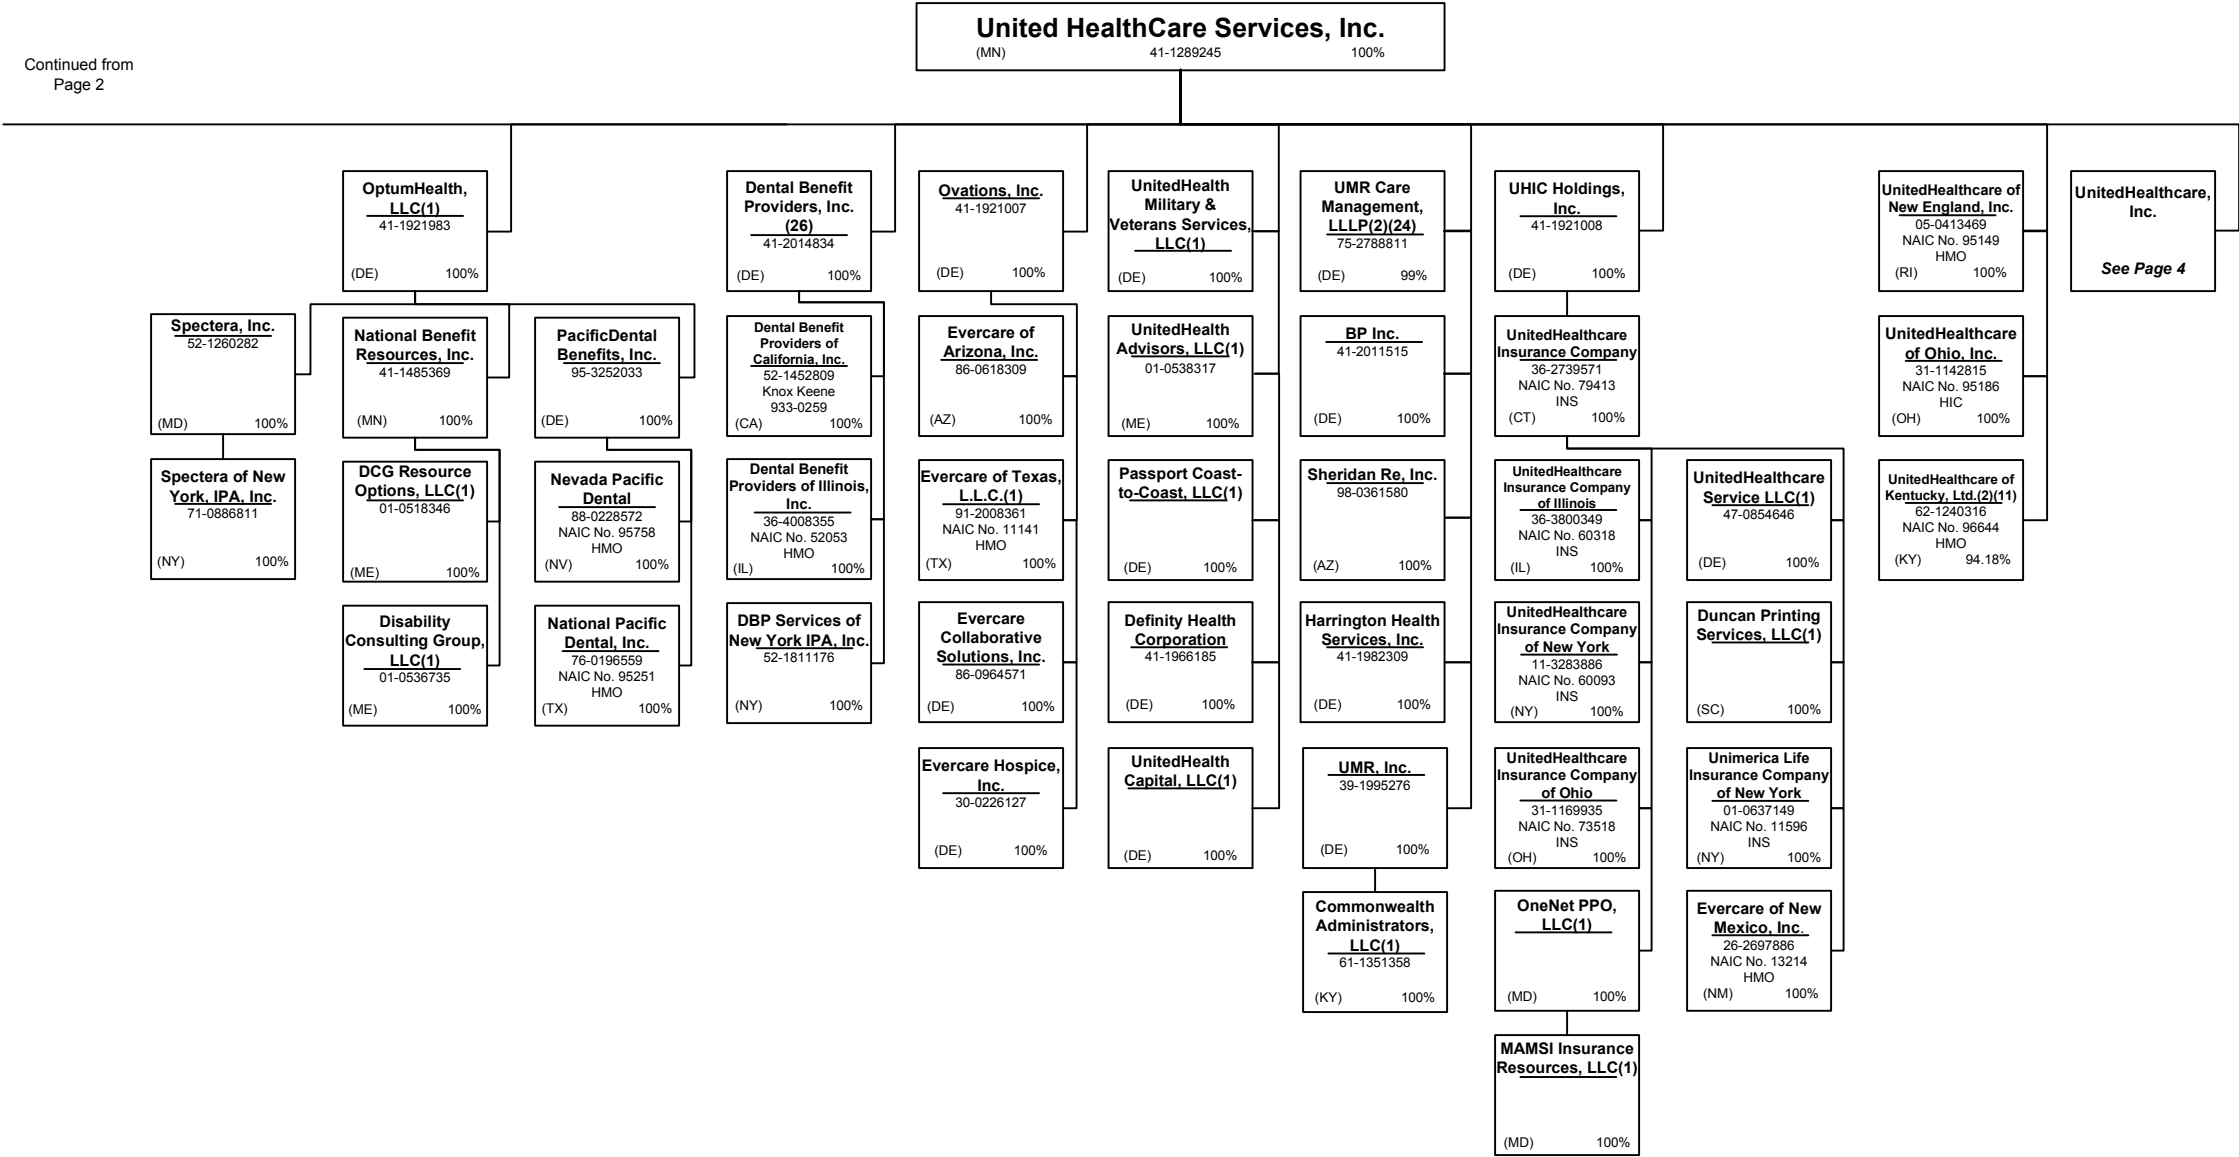 United HealthCare Services, Inc.
(MN) 41-1289245 100%
Continued from
Page 2
OptumHealth,
LLC(1)
41-1921983
(DE) 100%
Dental Benefit
Providers, Inc.
(26)
41-2014834
(DE) 100%
Ovations, Inc.
41-1921007
(DE) 100%
UnitedHealth
Military &
Veterans Services,
LLC(1)
(DE) 100%
UMR Care
Management,
LLLP(2)(24)
75-2788811
(DE) 99%
UHIC Holdings,
Inc.
41-1921008
(DE) 100%
UnitedHealthcare of
New England, Inc.
05-0413469
NAIC No. 95149
HMO
(RI) 100%
UnitedHealthcare,
Inc.
See Page 4
Spectera, Inc.
52-1260282
(MD) 100%
National Benefit
Resources, Inc.
41-1485369
(MN) 100%
PacificDental
Benefits, Inc.
95-3252033
(DE) 100%
Dental Benefit
Providers of
California, Inc.
52-1452809
Knox Keene
933-0259
(CA) 100%
Evercare of
Arizona, Inc.
86-0618309
(AZ) 100%
UnitedHealth
Advisors, LLC(1)
01-0538317
(ME) 100%
BP Inc.
41-2011515
(DE) 100%
UnitedHealthcare
Insurance Company
36-2739571
NAIC No. 79413
INS
(CT) 100%
UnitedHealthcare
of Ohio, Inc.
31-1142815
NAIC No. 95186
HIC
(OH) 100%
Spectera of New
York, IPA, Inc.
71-0886811
(NY) 100%
DCG Resource
Options, LLC(1)
01-0518346
(ME) 100%
Nevada Pacific
Dental
88-0228572
NAIC No. 95758
HMO
(NV) 100%
Dental Benefit
Providers of Illinois,
Inc.
36-4008355
NAIC No. 52053
HMO
(IL) 100%
Evercare of Texas,
L.L.C.(1)
91-2008361
NAIC No. 11141
HMO
(TX) 100%
Passport Coast-
to-Coast, LLC(1)
(DE) 100%
Sheridan Re, Inc.
98-0361580
(AZ) 100%
UnitedHealthcare
Insurance Company
of Illinois
36-3800349
NAIC No. 60318
INS
(IL) 100%
UnitedHealthcare
Service LLC(1)
47-0854646
(DE) 100%
UnitedHealthcare of
Kentucky, Ltd.(2)(11)
62-1240316
NAIC No. 96644
HMO
(KY) 94.18%
Disability
Consulting Group,
LLC(1)
01-0536735
(ME) 100%
National Pacific
Dental, Inc.
76-0196559
NAIC No. 95251
HMO
(TX) 100%
DBP Services of
New York IPA, Inc.
52-1811176
(NY) 100%
Evercare
Collaborative
Solutions, Inc.
86-0964571
(DE) 100%
Definity Health
Corporation
41-1966185
(DE) 100%
Harrington Health
Services, Inc.
41-1982309
(DE) 100%
UnitedHealthcare
Insurance Company
of New York
11-3283886
NAIC No. 60093
INS
(NY) 100%
Duncan Printing
Services, LLC(1)
(SC) 100%
Evercare Hospice,
Inc.
30-0226127
(DE) 100%
UnitedHealth
Capital, LLC(1)
(DE) 100%
UMR, Inc.
39-1995276
(DE) 100%
UnitedHealthcare
Insurance Company
of Ohio
31-1169935
NAIC No. 73518
INS
(OH) 100%
Unimerica Life
Insurance Company
of New York
01-0637149
NAIC No. 11596
INS
(NY) 100%
Commonwealth
Administrators,
LLC(1)
61-1351358
(KY) 100%
OneNet PPO,
LLC(1)
(MD) 100%
Evercare of New
Mexico, Inc.
26-2697886
NAIC No. 13214
HMO
(NM) 100%
MAMSI Insurance
Resources, LLC(1)
(MD) 100%